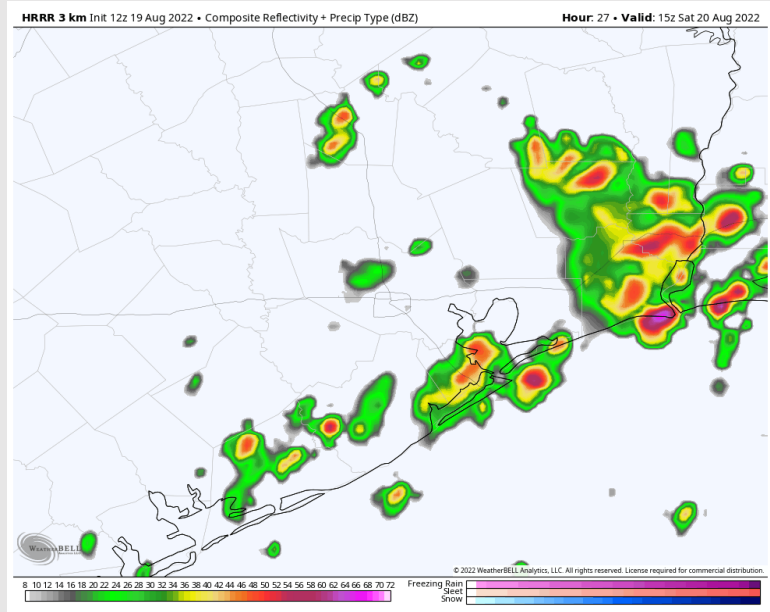 HRRR 3 km Init 12z 19 Aug 2022 • Composite Reflectivity + Precip Type (dBZ)
Hour: 27 • Valid: 15z Sat 20 Aug 2022
WEATHERBELL
© 2022 WeatherBELL Analytics, LLC. All rights reserved. License required for commercial distribution.
8 10 12 14 16 18 20 22 24 26 28 30 32 34 36 38 40 42 44 46 48 50 52 54 56 58 60 62 64 66 68 70 72
Freezing Rain
Sleet
Snow